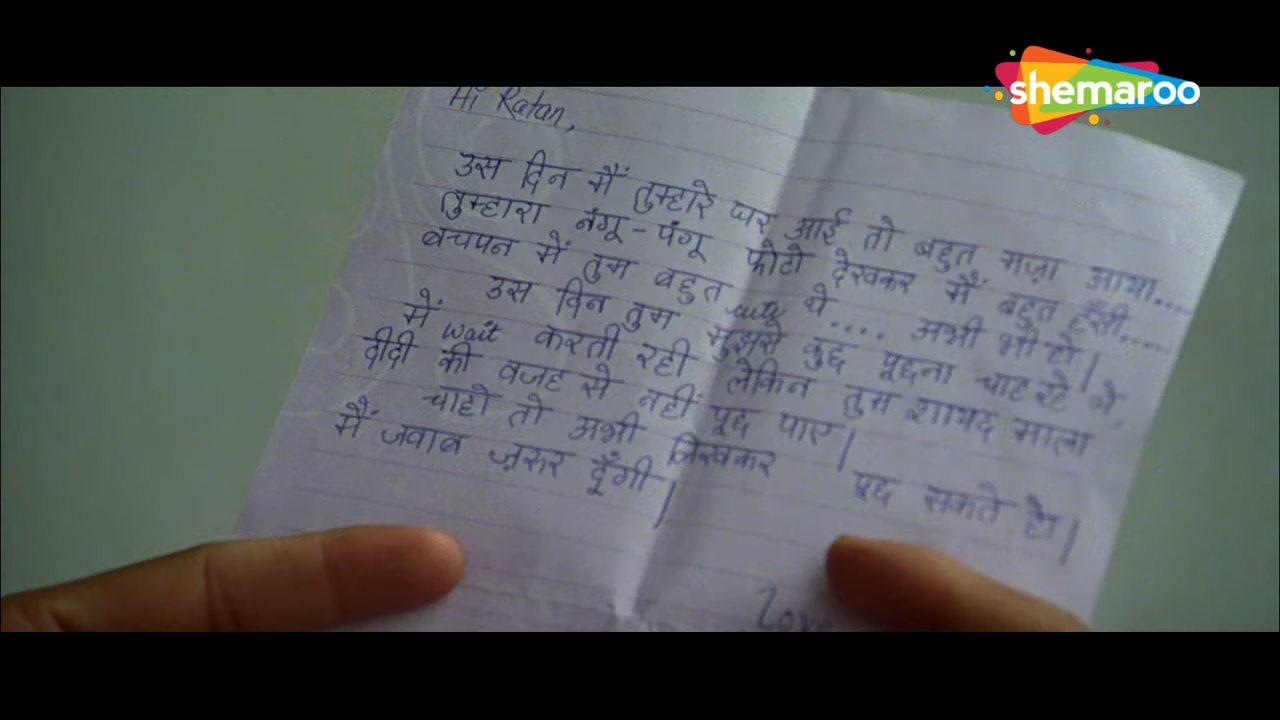 shemaroo
Hi Ratan,
उस दिन मैं तुम्हारे घर आई तो बहुत मज़ा आया....
तुम्हारा नंगू-पंगू फोटो देखकर मैं बहुत हँसी.....
बचपन में तुम बहुत cute थे.... अभी भी हो।
उस दिन तुम मुझसे कुछ पूछना चाह रहे थे,
में wait करती रही लेकिन तुम शायद माला
दीदी की वजह से नहीं पूछ पाए।
चाहो तो अभी लिखकर पूछ सकते हो।
मैं जवाब ज़रूर दूँगी।
Love